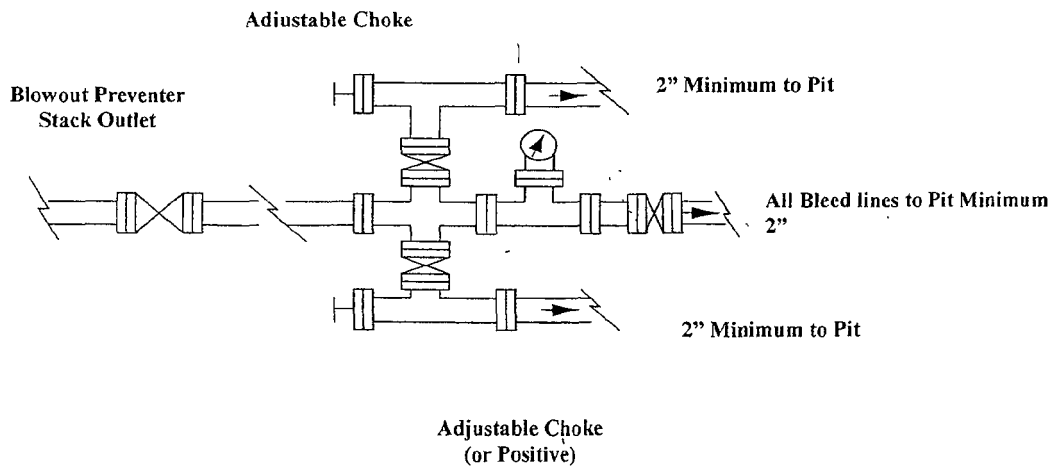 Adiustable Choke
Blowout Preventer
Stack Outlet
2” Minimum to Pit
All Bleed lines to Pit Minimum
2”
2” Minimum to Pit
Adjustable Choke
(or Positive)